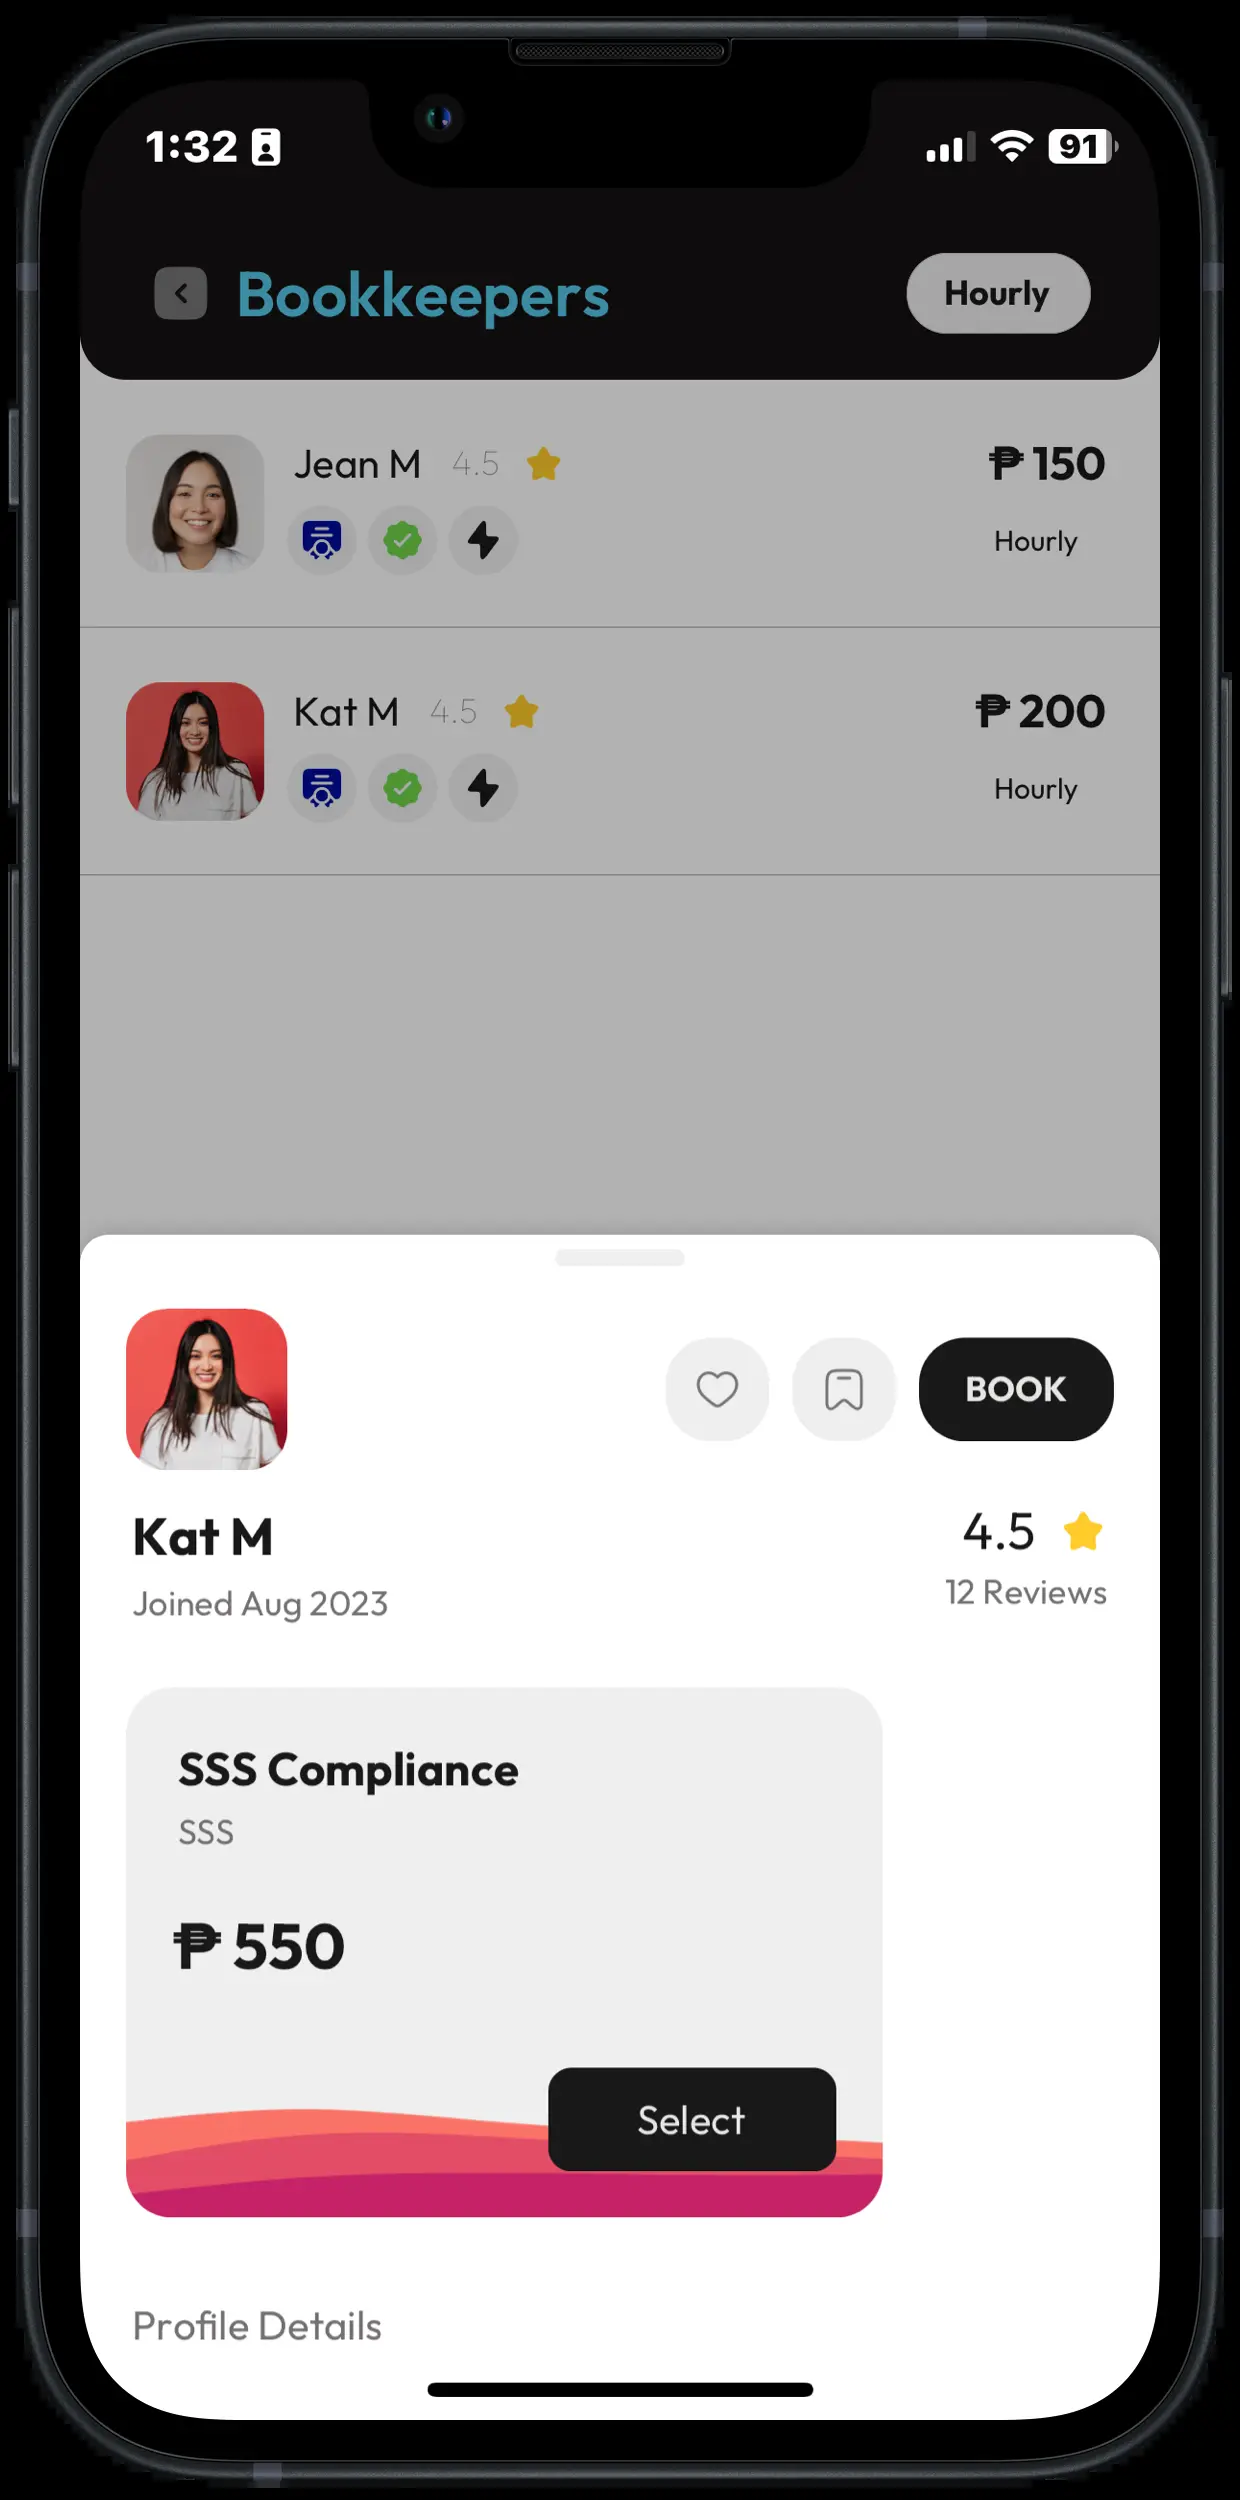 1:32
91
Bookkeepers
Hourly
Jean M 4.5
₱ 150
Hourly
Kat M 4.5
₱ 200
Hourly
BOOK
Kat M
4.5
Joined Aug 2023
12 Reviews
SSS Compliance
SSS
₱ 550
Select
Profile Details